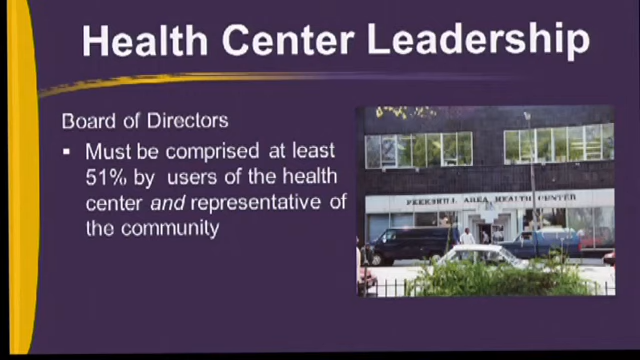 Health Center Leadership
Board of Directors
▪ Must be comprised at least
51% by users of the health
center and representative of
the community
PEEKSKILL AREA HEALTH CENTER